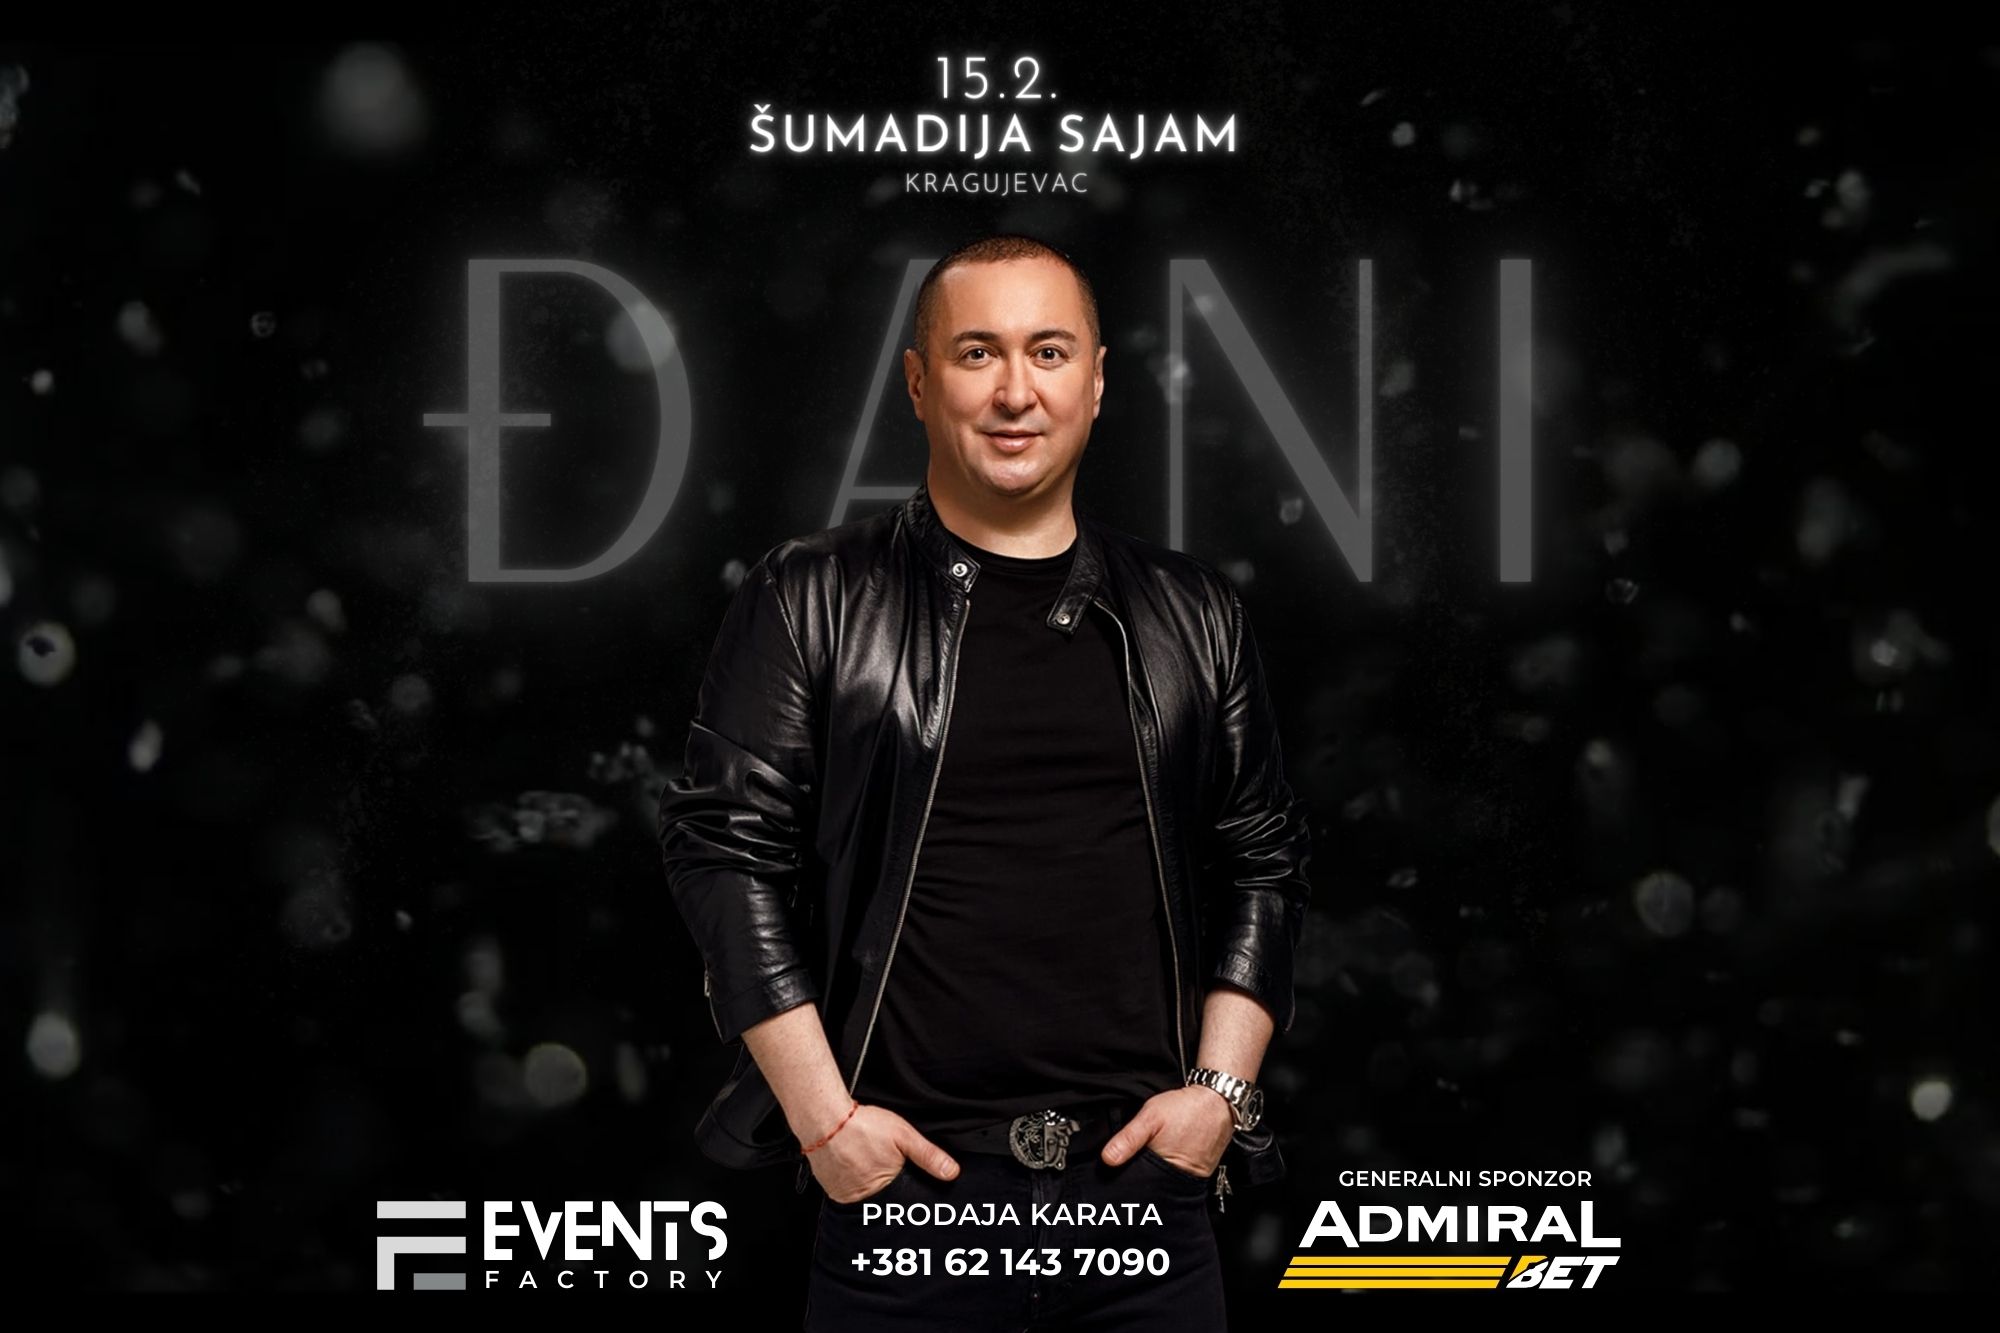 15.2.
ŠUMADIJA SAJAM
KRAGUJEVAC
ĐANI
EVENTS
FACTORY
PRODAJA KARATA
+381 62 143 7090
GENERALNI SPONZOR
ADMIRAL
BET